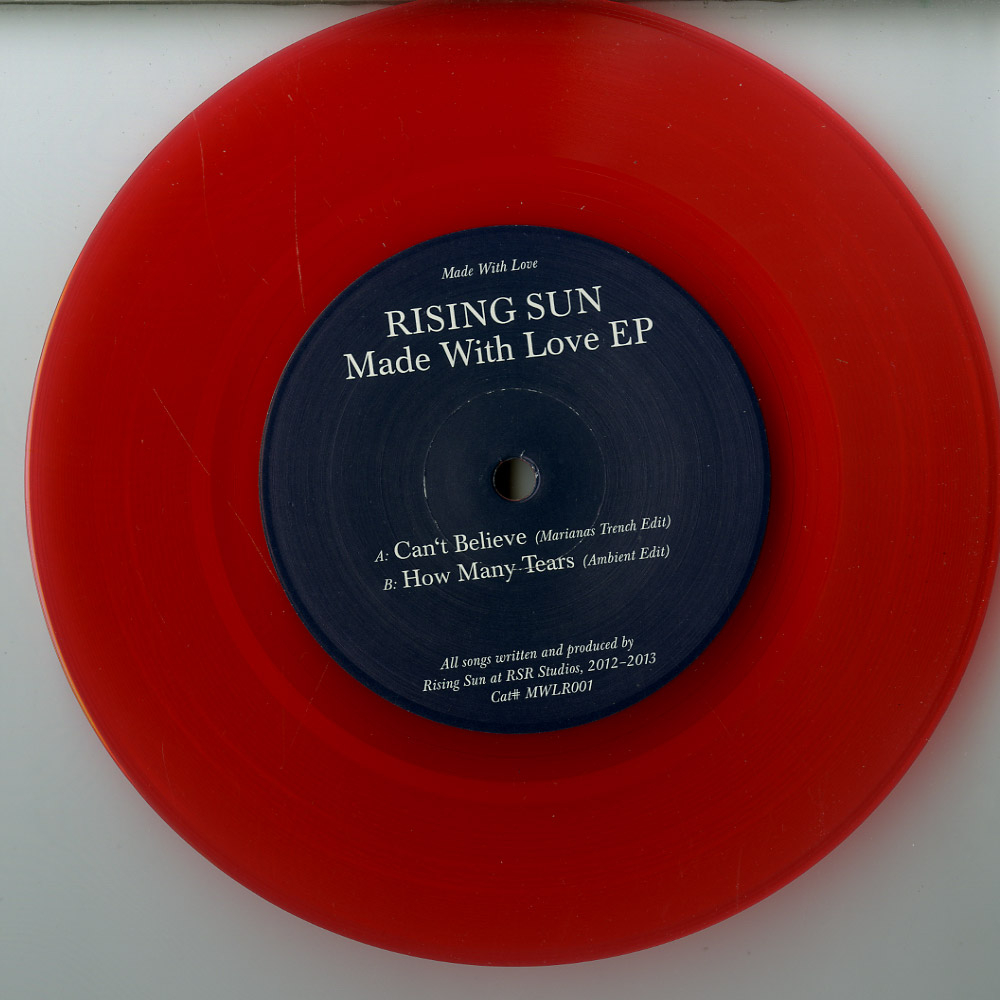 Made With Love
RISING SUN
Made With Love EP
A: Can‘t Believe (Marianas Trench Edit)
B: How Many Tears (Ambient Edit)
All songs written and produced by
Rising Sun at RSR Studios, 2012–2013
Cat# MWLR001